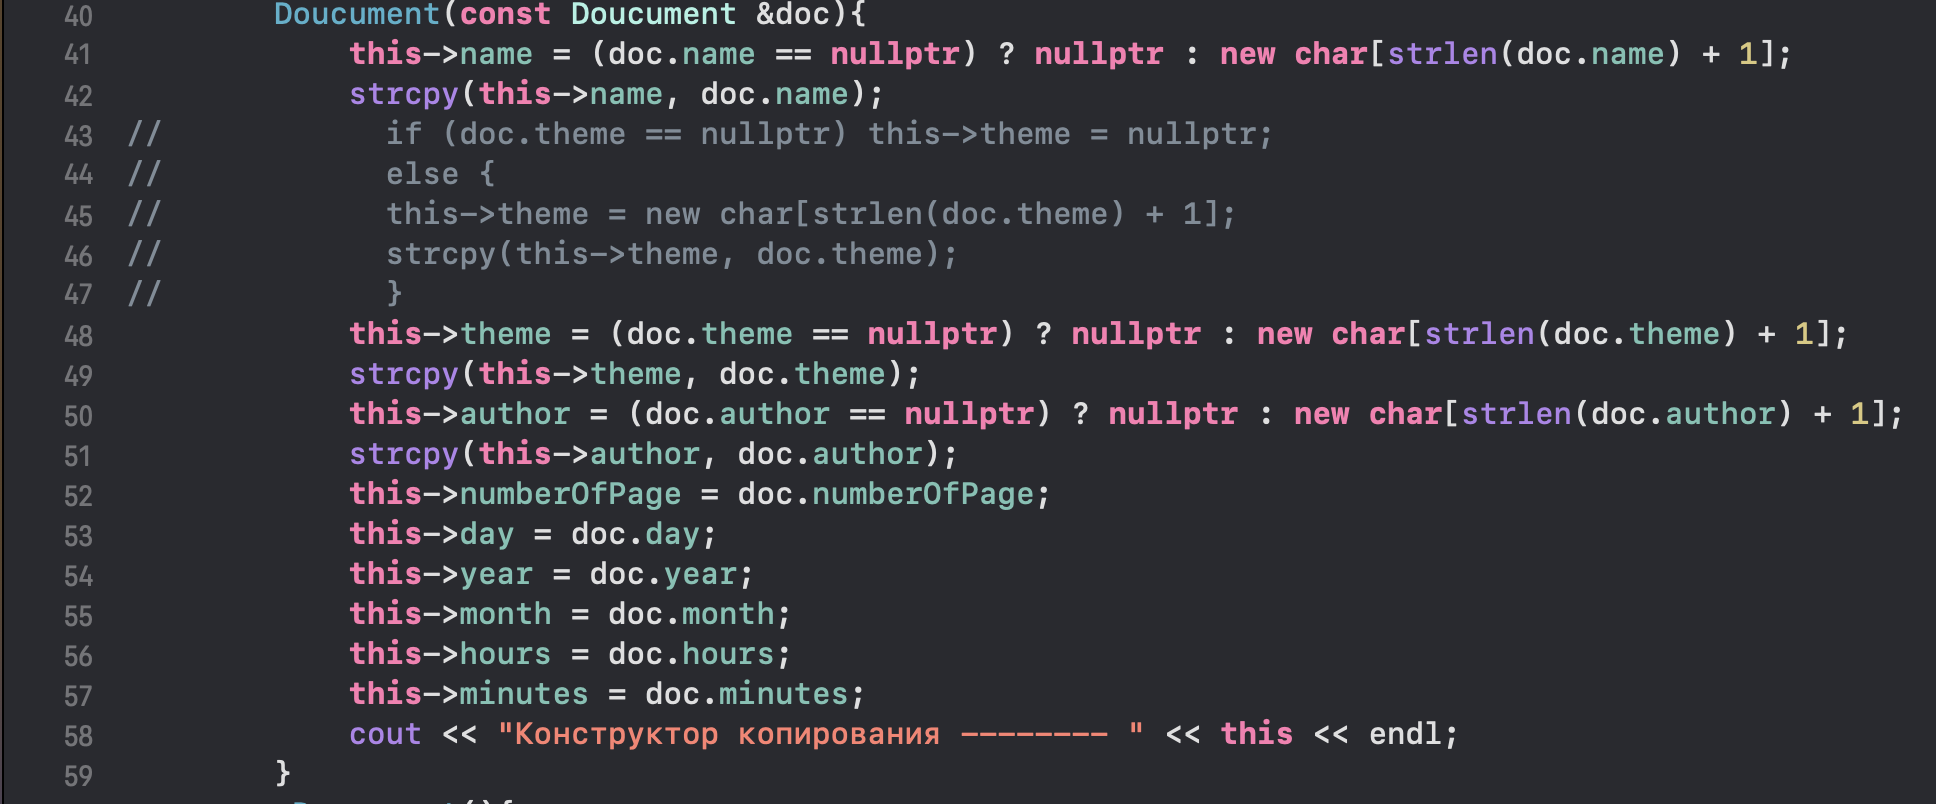 40 Doucument(const Doucument &doc){
41 this->name = (doc.name == nullptr) ? nullptr : new char[strlen(doc.name) + 1];
42 strcpy(this->name, doc.name);
43 // if (doc.theme == nullptr) this->theme = nullptr;
44 // else {
45 // this->theme = new char[strlen(doc.theme) + 1];
46 // strcpy(this->theme, doc.theme);
47 // }
48 this->theme = (doc.theme == nullptr) ? nullptr : new char[strlen(doc.theme) + 1];
49 strcpy(this->theme, doc.theme);
50 this->author = (doc.author == nullptr) ? nullptr : new char[strlen(doc.author) + 1];
51 strcpy(this->author, doc.author);
52 this->numberOfPage = doc.numberOfPage;
53 this->day = doc.day;
54 this->year = doc.year;
55 this->month = doc.month;
56 this->hours = doc.hours;
57 this->minutes = doc.minutes;
58 cout << "Конструктор копирования -------- " << this << endl;
59 }